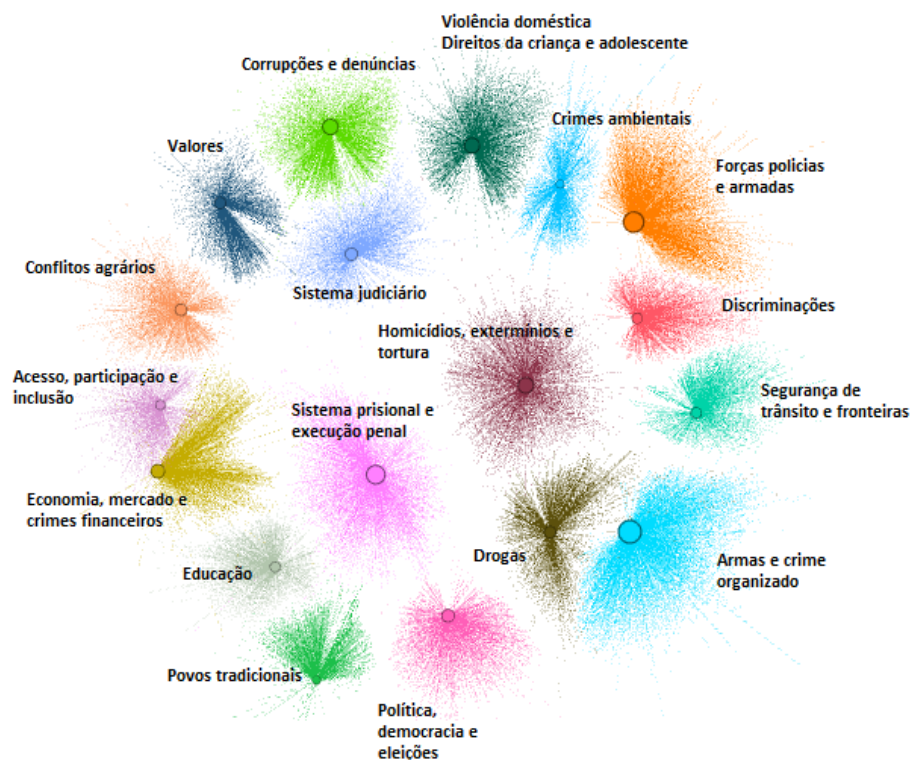 Violência doméstica
Direitos da criança e adolescente
Corrupções e denúncias
Crimes ambientais
Valores
Forças policias
e armadas
Conflitos agrários
Sistema judiciário
Discriminações
Homicídios, extermínios e
tortura
Acesso, participação e
inclusão
Segurança de
trânsito e fronteiras
Sistema prisional e
execução penal
Economia, mercado e
crimes financeiros
Drogas
Armas e crime
organizado
Educação
Povos tradicionais
Política,
democracia e
eleições